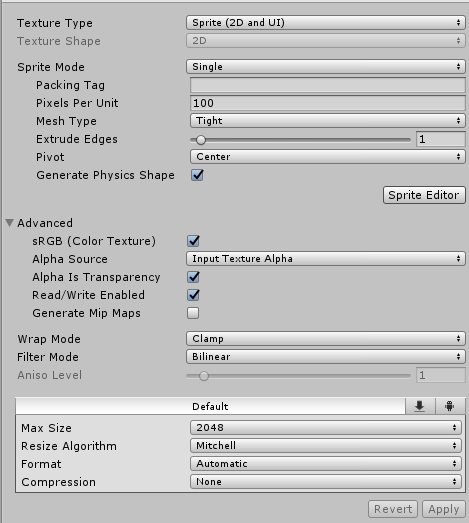 Texture Type Sprite (2D and UI)
Texture Shape 2D
Sprite Mode Single
Packing Tag
Pixels Per Unit 100
Mesh Type Tight
Extrude Edges 1
Pivot Center
Generate Physics Shape
Sprite Editor
Advanced
sRGB (Color Texture)
Alpha Source Input Texture Alpha
Alpha Is Transparency
Read/Write Enabled
Generate Mip Maps
Wrap Mode Clamp
Filter Mode Bilinear
Aniso Level 1
Default
Max Size 2048
Resize Algorithm Mitchell
Format Automatic
Compression None
Revert Apply